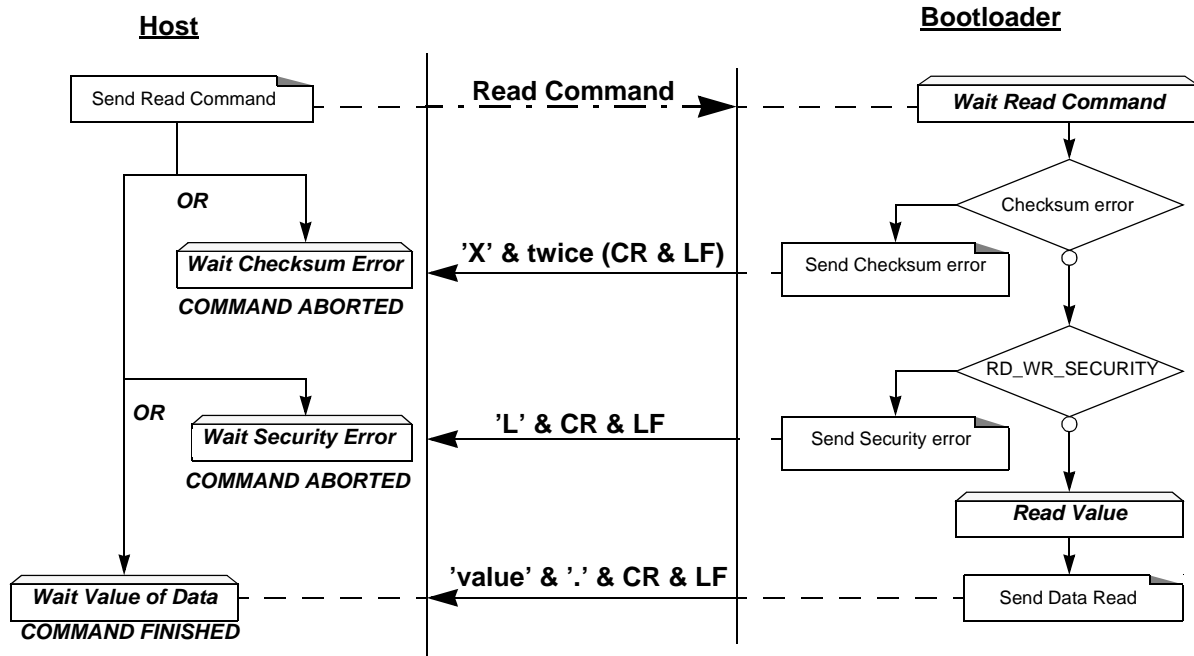 Host
Bootloader
Send Read Command
Read Command
Wait Read Command
OR
Checksum error
Wait Checksum Error
’X’ & twice (CR & LF)
Send Checksum error
COMMAND ABORTED
RD_WR_SECURITY
OR
Wait Security Error
’L’ & CR & LF
Send Security error
COMMAND ABORTED
Read Value
Wait Value of Data
’value’ & ’.’ & CR & LF
Send Data Read
COMMAND FINISHED